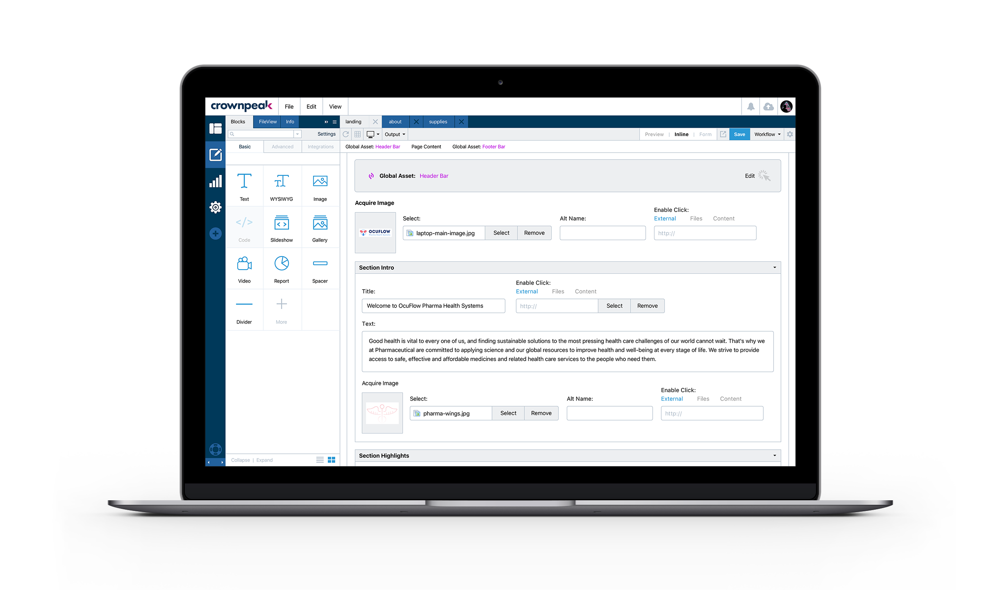 crownpeak
File Edit View
Blocks FileView Info landing about supplies
Settings Output Preview | Inline | Form Save Workflow
Basic Advanced Integrations Global Asset: Header Bar Page Content Global Asset: Footer Bar
Global Asset: Header Bar Edit
Text WYSIWYG Image
Acquire Image
Enable Click:
Select: Alt Name: External Files Content
OCUFLOW
Pharma Health Systems
laptop-main-image.jpg Select Remove http://
</>
Code Slideshow Gallery
Section Intro
Video Report Spacer
Enable Click:
Title: External Files Content
Welcome to OcuFlow Pharma Health Systems http:// Select Remove
Divider More
Text:
Good health is vital to every one of us, and finding sustainable solutions to the most pressing health care challenges of our world cannot wait. That's why we
at Pharmaceutical are committed to applying science and our global resources to improve health and well-being at every stage of life. We strive to provide
access to safe, effective and affordable medicines and related health care services to the people who need them.
Acquire Image
Enable Click:
Select: Alt Name: External Files Content
pharma-wings.jpg Select Remove http://
Section Highlights
Collapse | Expand